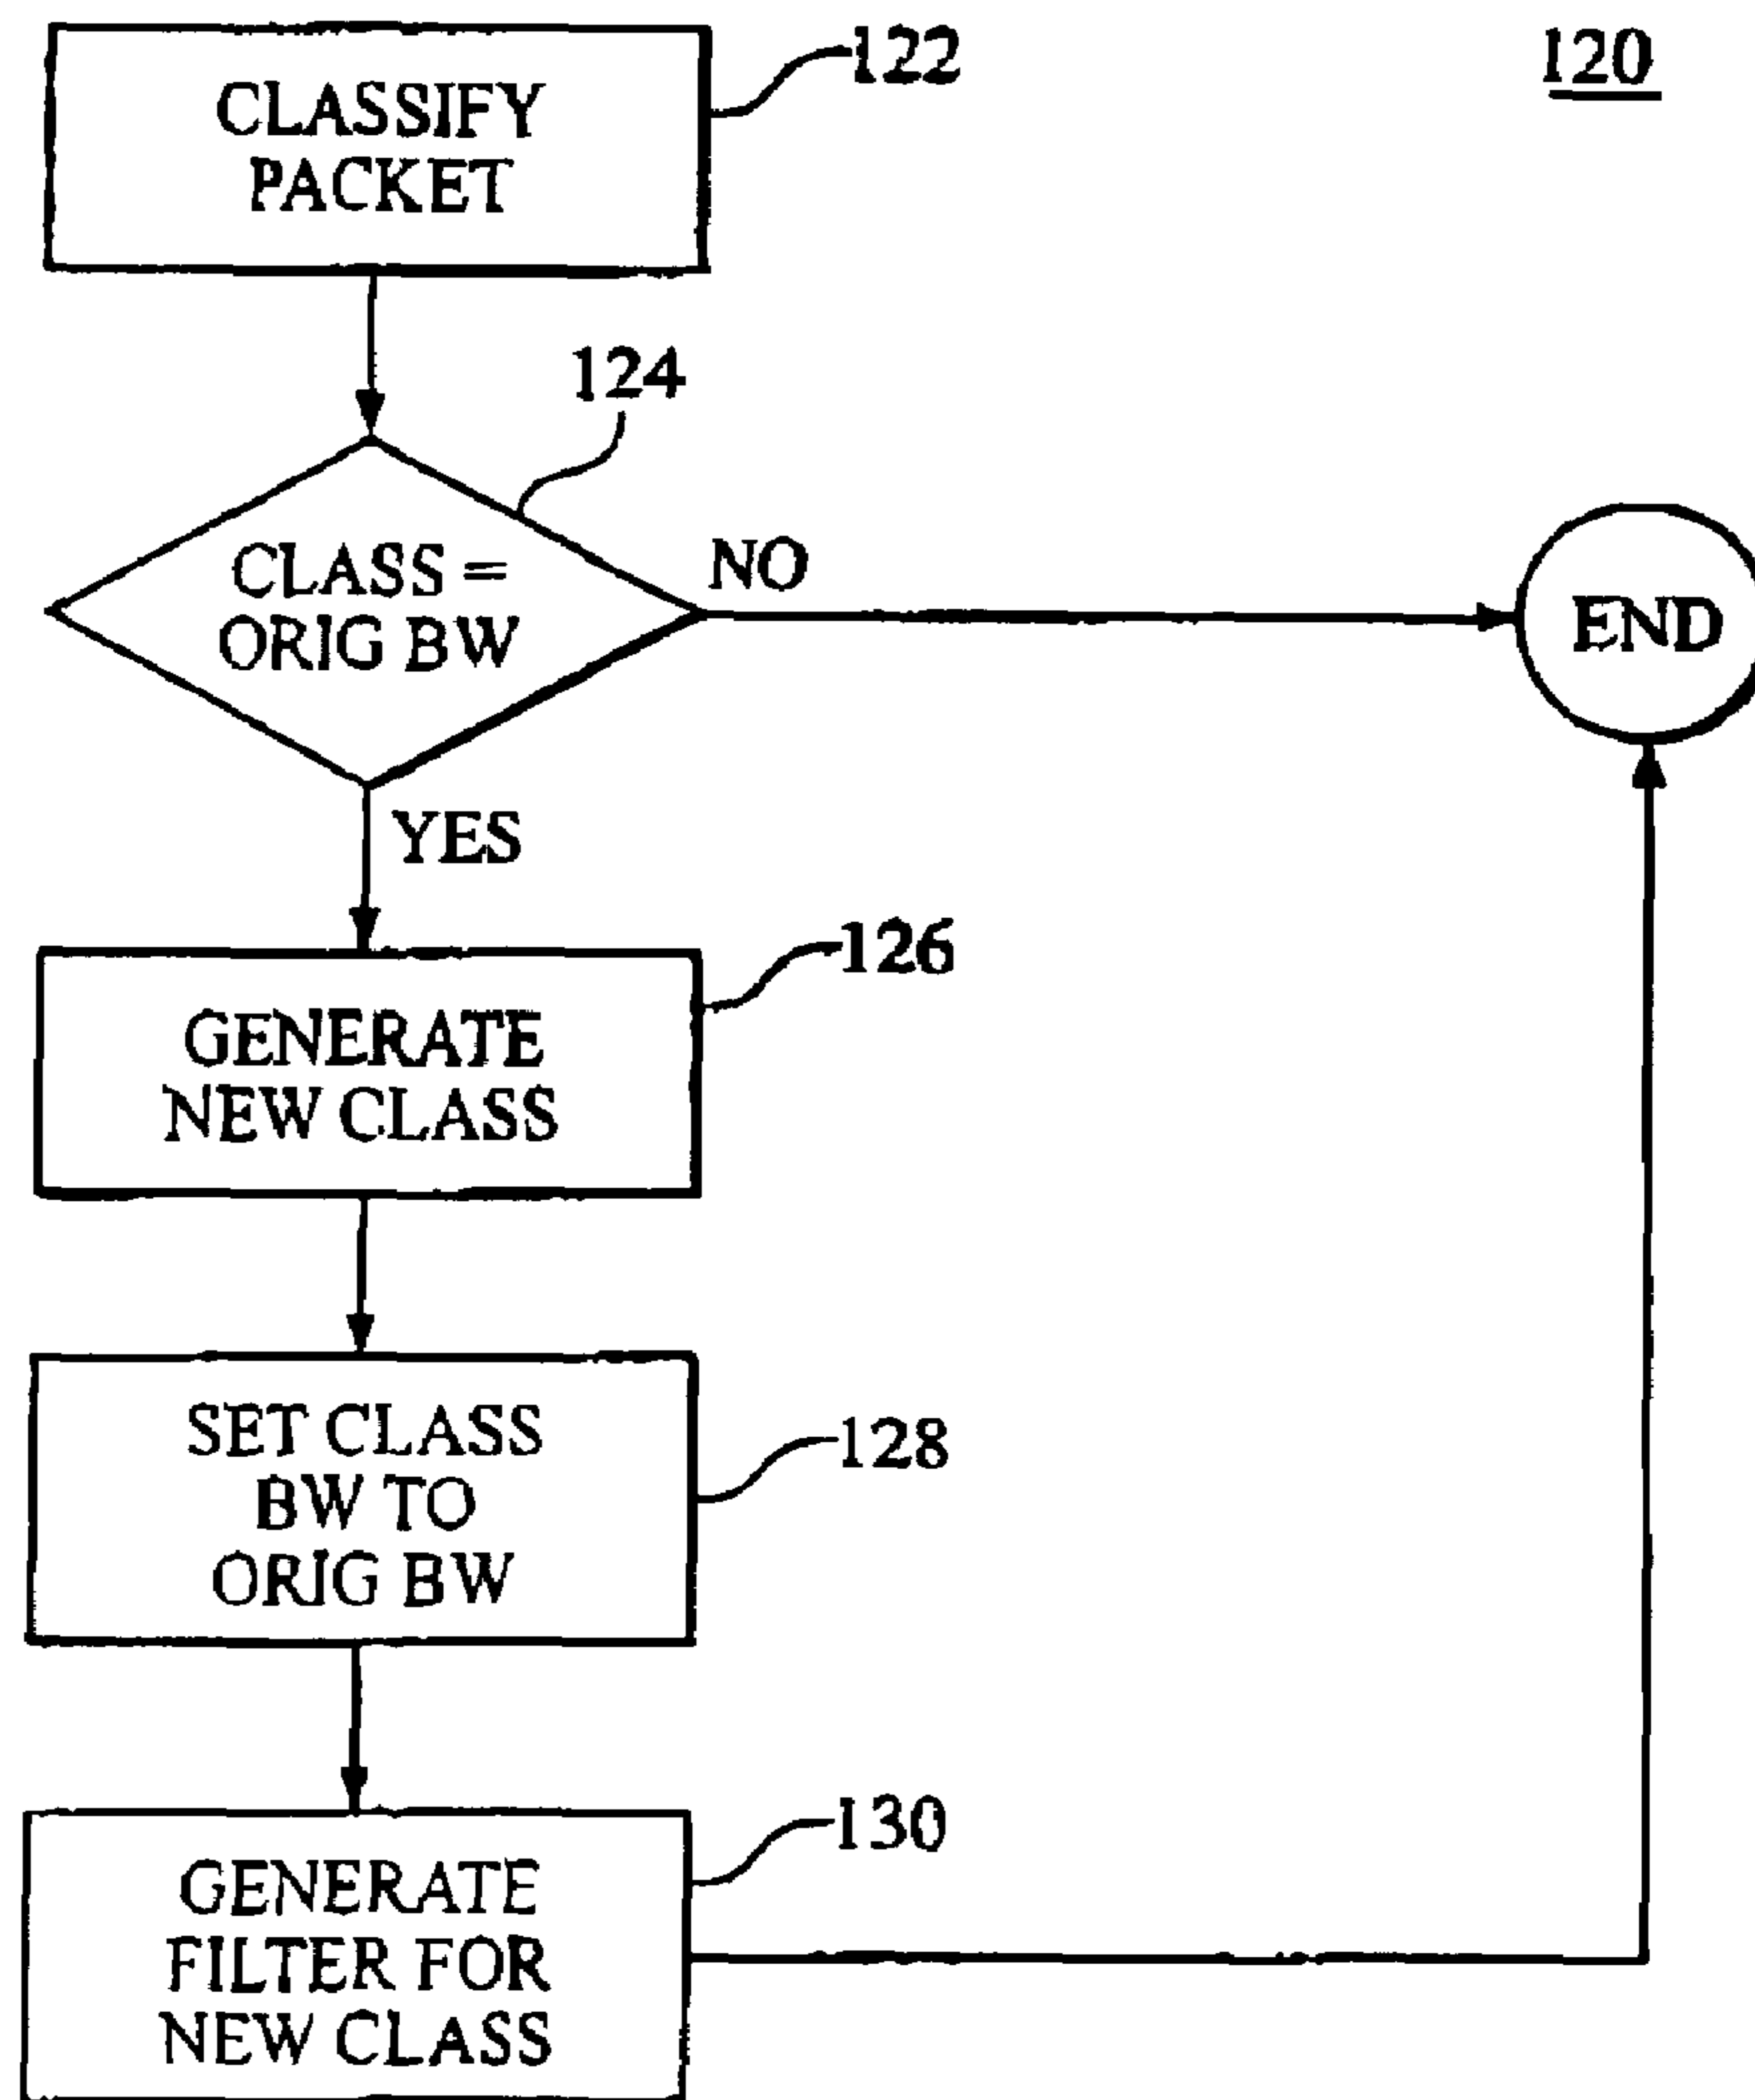 122
120
CLASSIFY
PACKET
124
CLASS =
ORIG BW
NO
END
YES
126
GENERATE
NEW CLASS
128
SET CLASS
BW TO
ORIG BW
130
GENERATE
FILTER FOR
NEW CLASS